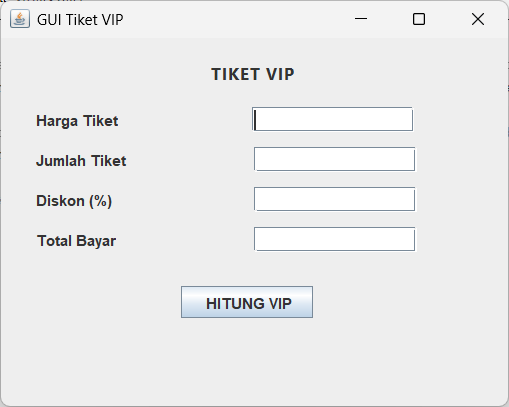 GUI Tiket VIP
TIKET VIP
Harga Tiket
Jumlah Tiket
Diskon (%)
Total Bayar
HITUNG VIP